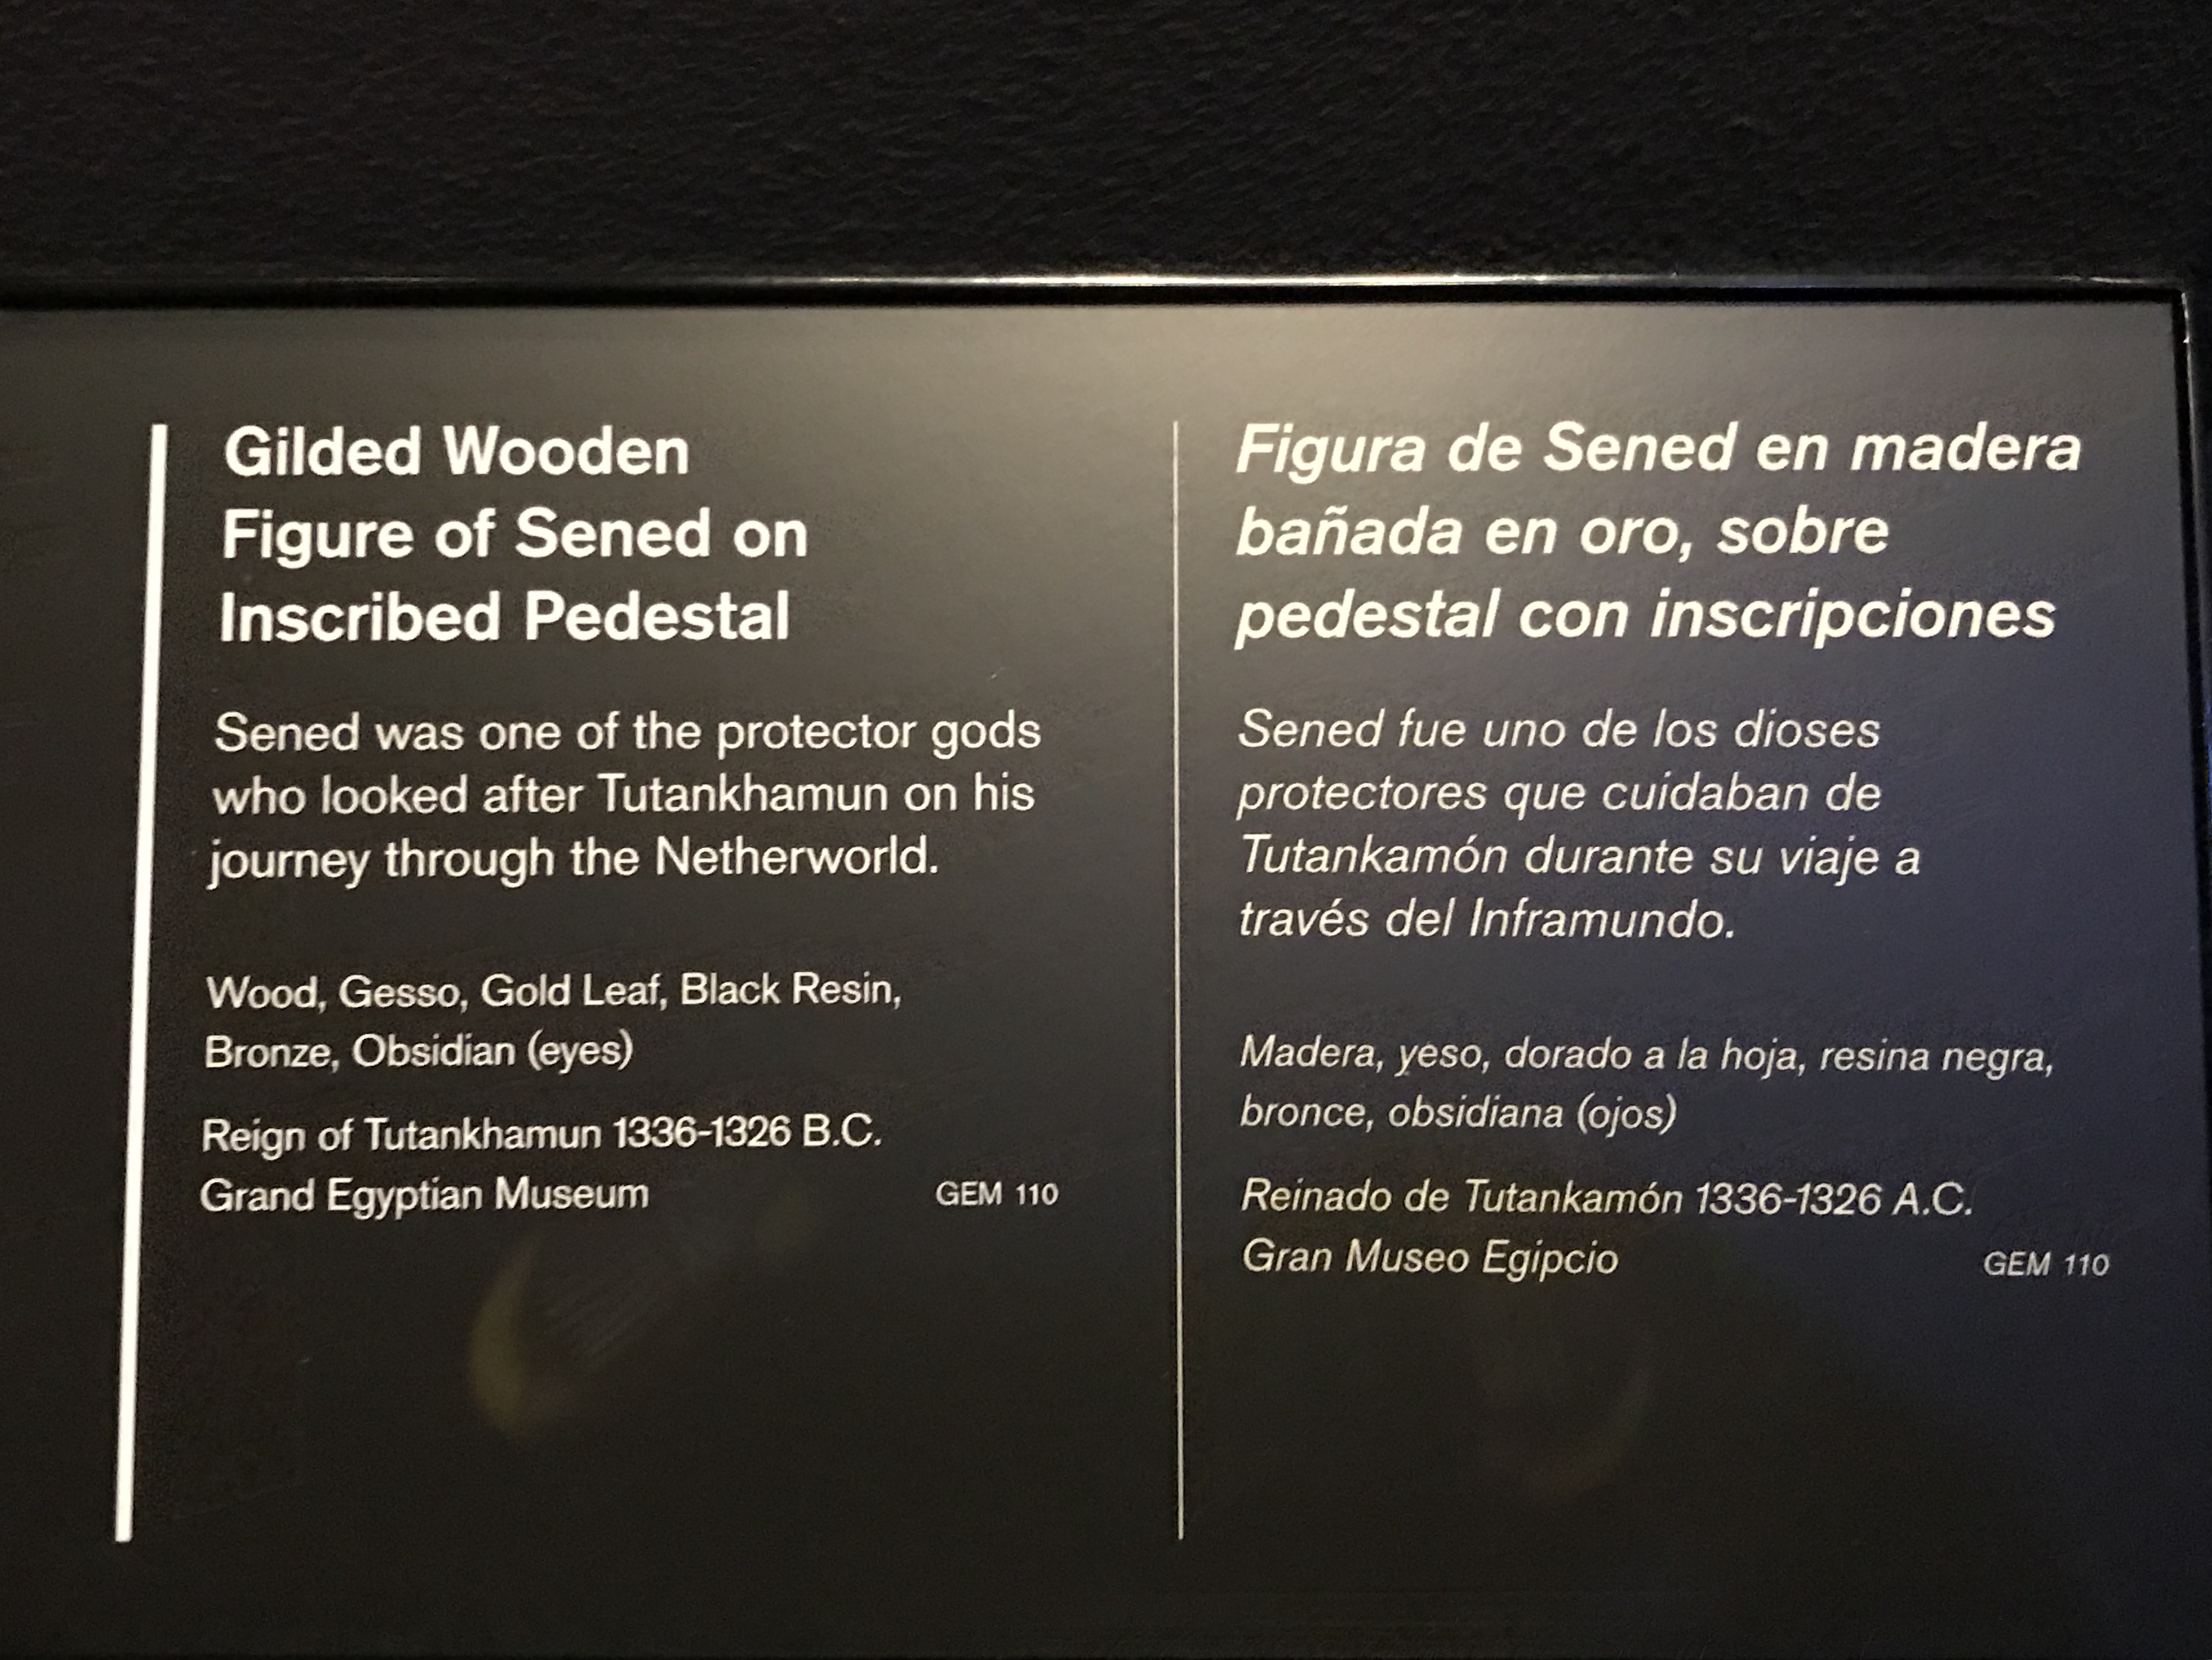 Gilded Wooden
Figure of Sened on
Inscribed Pedestal
Sened was one of the protector gods
who looked after Tutankhamun on his
journey through the Netherworld.
Wood, Gesso, Gold Leaf, Black Resin,
Bronze, Obsidian (eyes)
Reign of Tutankhamun 1336-1326 B.C.
Grand Egyptian Museum GEM 110
Figura de Sened en madera
bañada en oro, sobre
pedestal con inscripciones
Sened fue uno de los dioses
protectores que cuidaban de
Tutankamón durante su viaje a
través del Inframundo.
Madera, yeso, dorado a la hoja, resina negra,
bronce, obsidiana (ojos)
Reinado de Tutankamón 1336-1326 A.C.
Gran Museo Egipcio GEM 110